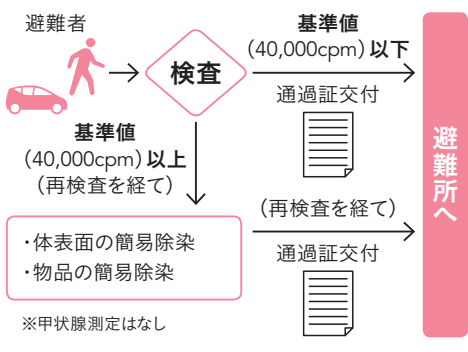 避難者
検査
基準値
(40,000cpm)以下
通過証交付
基準値
(40,000cpm)以上
(再検査を経て)
・体表面の簡易除染
・物品の簡易除染
(再検査を経て)
通過証交付
避難所へ
※甲状腺測定はなし